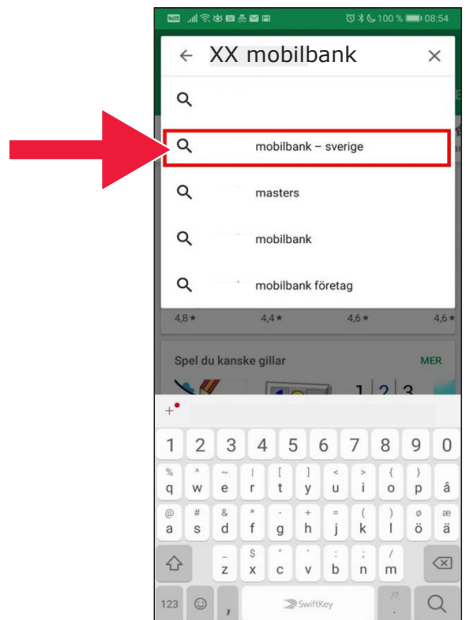 100 % 08:54
XX mobilbank
mobilbank – sverige
masters
mobilbank
mobilbank företag
4,8★ 4,4★ 4,6★ 4,6★
Spel du kanske gillar MER
1 2 3
1 2 3 4 5 6 7 8 9 0
% ^ ~ | [ ] < > { }
q w e r t y u i o p å
@ # & * - + = ( ) ø æ
a s d f g h j k l ö ä
_ $ " ' : ; /
z x c v b n m
123 , SwiftKey .